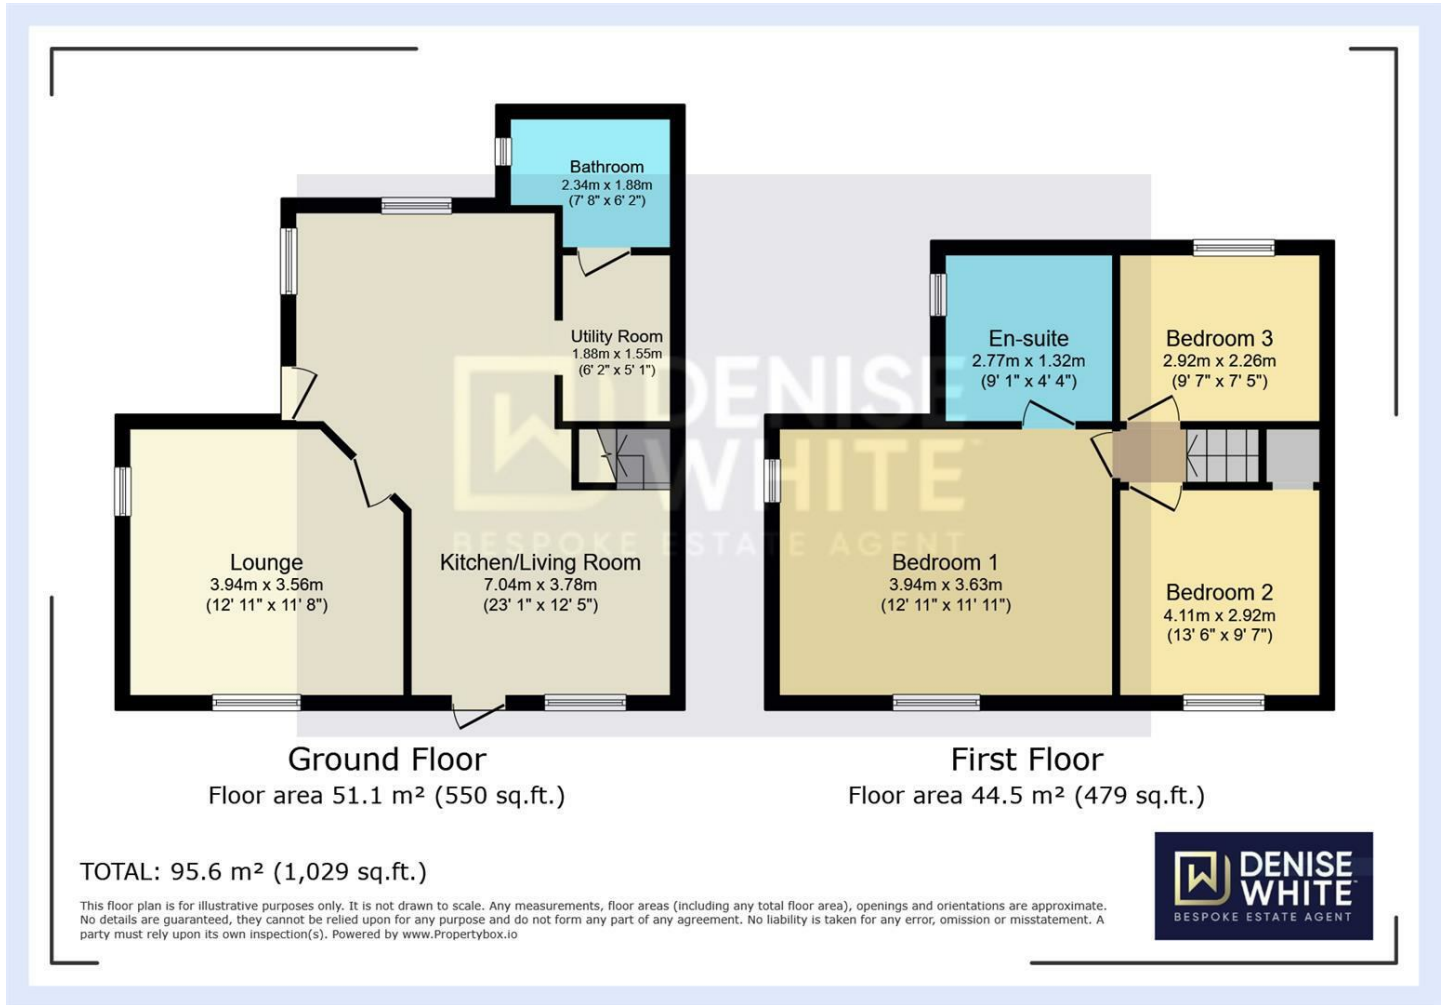 Bathroom
2.34m x 1.88m
(7' 8" x 6' 2")
Utility Room
1.88m x 1.55m
(6' 2" x 5' 1")
Lounge
3.94m x 3.56m
(12' 11" x 11' 8")
Kitchen/Living Room
7.04m x 3.78m
(23' 1" x 12' 5")
En-suite
2.77m x 1.32m
(9' 1" x 4' 4")
Bedroom 3
2.92m x 2.26m
(9' 7" x 7' 5")
Bedroom 1
3.94m x 3.63m
(12' 11" x 11' 11")
Bedroom 2
4.11m x 2.92m
(13' 6" x 9' 7")
DENISE
WHITE
BESPOKE ESTATE AGENT
Ground Floor
Floor area 51.1 m² (550 sq.ft.)
First Floor
Floor area 44.5 m² (479 sq.ft.)
TOTAL: 95.6 m² (1,029 sq.ft.)
This floor plan is for illustrative purposes only. It is not drawn to scale. Any measurements, floor areas (including any total floor area), openings and orientations are approximate.
No details are guaranteed, they cannot be relied upon for any purpose and do not form any part of any agreement. No liability is taken for any error, omission or misstatement. A
party must rely upon its own inspection(s). Powered by www.Propertybox.io
DENISE
WHITE
BESPOKE ESTATE AGENT